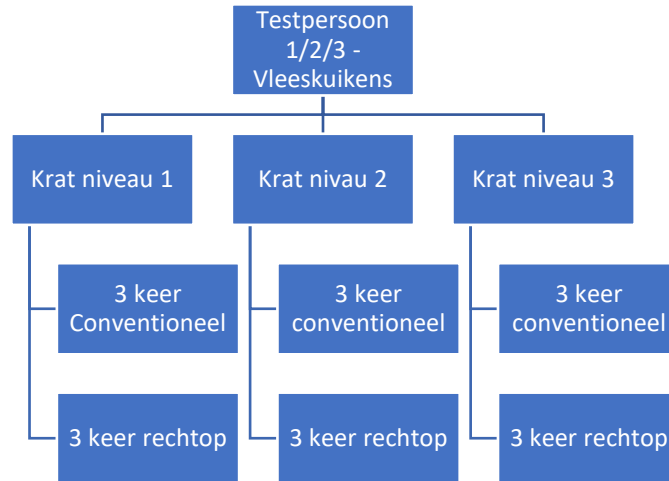 Testpersoon
1/2/3 -
Vleeskuikens
Krat niveau 1
Krat nivau 2
Krat niveau 3
3 keer
Conventioneel
3 keer
conventioneel
3 keer
conventioneel
3 keer rechtop
3 keer rechtop
3 keer rechtop